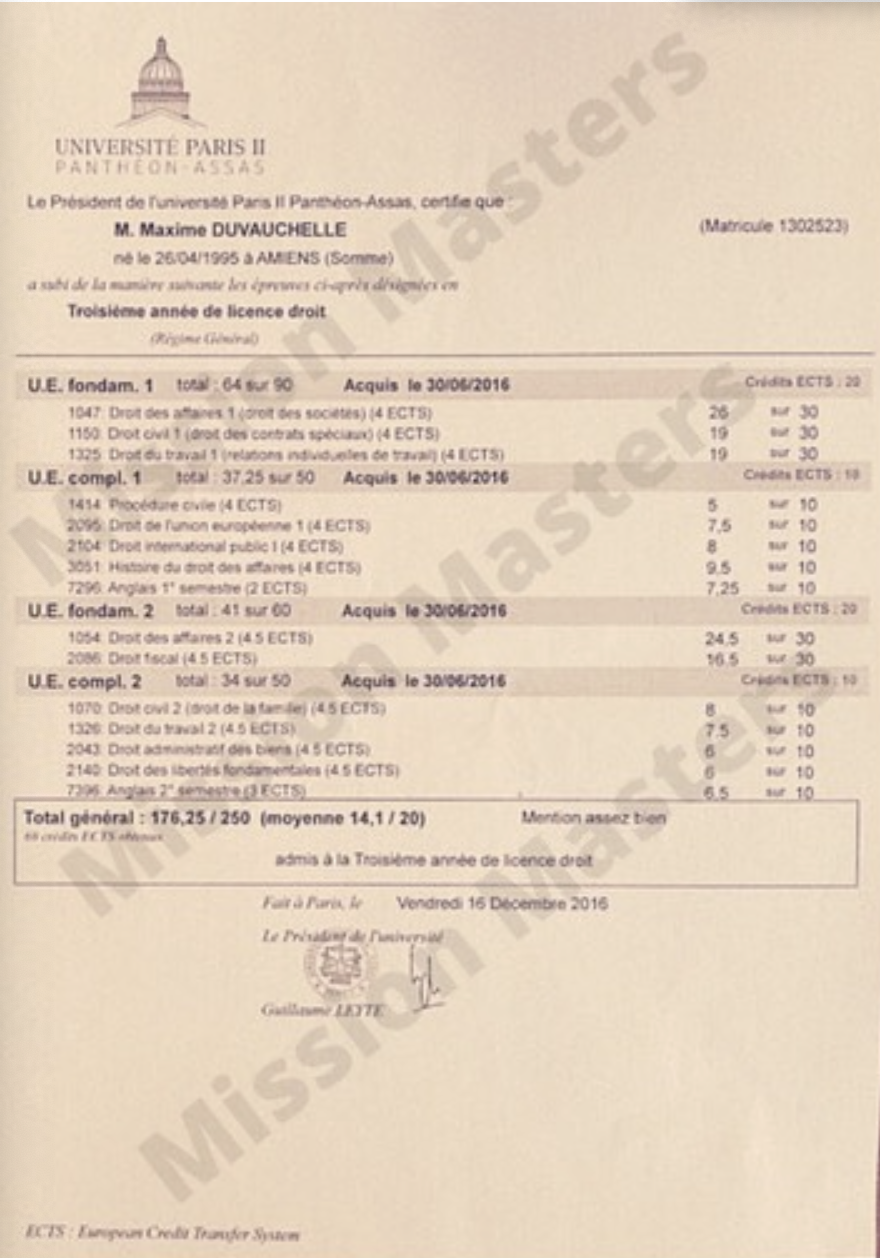 UNIVERSITÉ PARIS II
PANTHÉON-ASSAS
Le Président de l'université Paris II Panthéon-Assas, certifie que :
M. Maxime DUVAUCHELLE (Matricule 1302523)
né le 26/04/1995 à AMIENS (Somme)
a subi de la manière suivante les épreuves ci-après désignées en
Troisième année de licence droit
(Régime Général)
U.E. fondam. 1 total : 64 sur 90 Acquis le 30/06/2016 Crédits ECTS : 20
1047: Droit des affaires 1 (droit des sociétés) (4 ECTS) 26 sur 30
1150: Droit civil 1 (droit des contrats spéciaux) (4 ECTS) 19 sur 30
1325: Droit du travail 1 (relations individuelles de travail) (4 ECTS) 19 sur 30
U.E. compl. 1 total : 37,25 sur 50 Acquis le 30/06/2016 Crédits ECTS : 10
1414: Procédure civile (4 ECTS) 5 sur 10
2095: Droit de l'union européenne 1 (4 ECTS) 7,5 sur 10
2104: Droit international public I (4 ECTS) 8 sur 10
3051: Histoire du droit des affaires (4 ECTS) 9,5 sur 10
7296: Anglais 1° semestre (2 ECTS) 7,25 sur 10
U.E. fondam. 2 total : 41 sur 60 Acquis le 30/06/2016 Crédits ECTS : 20
1054: Droit des affaires 2 (4.5 ECTS) 24,5 sur 30
2086: Droit fiscal (4.5 ECTS) 16,5 sur 30
U.E. compl. 2 total : 34 sur 50 Acquis le 30/06/2016 Crédits ECTS : 10
1070: Droit civil 2 (droit de la famille) (4.5 ECTS) 8 sur 10
1326: Droit du travail 2 (4.5 ECTS) 7,5 sur 10
2043: Droit administratif des biens (4.5 ECTS) 6 sur 10
2140: Droit des libertés fondamentales (4.5 ECTS) 6 sur 10
7396: Anglais 2° semestre (3 ECTS) 6,5 sur 10
Total général : 176,25 / 250 (moyenne 14,1 / 20) Mention assez bien
crédits ECTS obtenus
admis à la Troisième année de licence droit
Fait à Paris, le Vendredi 16 Décembre 2016
Le Président de l'université
Guillaume LEYTE
ECTS : European Credit Transfer System
Mission Masters
Mission Masters
Mission Masters